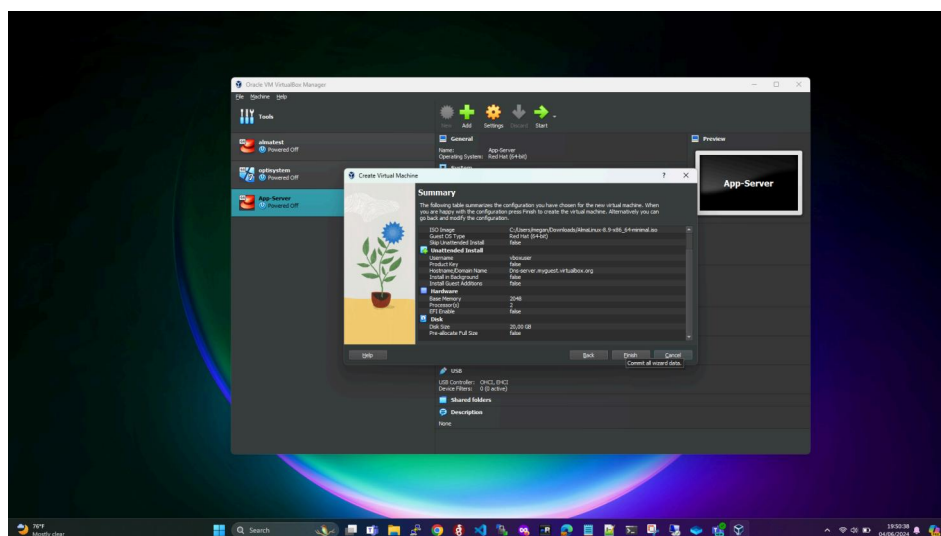 Oracle VM VirtualBox Manager
File Machine Help
Tools
New Add Settings Discard Start
almatest
Powered Off
optisystem
Powered Off
App-Server
Powered Off
General
Name: App-Server
Operating System: Red Hat (64-bit)
System
Preview
App-Server
Create Virtual Machine
Summary
The following table summarizes the configuration you have chosen for the new virtual machine. When
you are happy with the configuration press Finish to create the virtual machine. Alternatively you can
go back and modify the configuration.
ISO Image C:/Users/megan/Downloads/AlmaLinux-8.9-x86_64-minimal.iso
Guest OS Type Red Hat (64-bit)
Skip Unattended Install false
Unattended Install
Username vboxuser
Product Key false
Hostname/Domain Name Dns-server.myguest.virtualbox.org
Install in Background false
Install Guest Additions false
Hardware
Base Memory 2048
Processor(s) 2
EFI Enable false
Disk
Disk Size 20,00 GB
Pre-allocate Full Size false
Help Back Finish Cancel
Commit all wizard data.
USB
USB Controller: OHCI, EHCI
Device Filters: 0 (0 active)
Shared folders
None
Description
None
76°F
Mostly clear
Search
19:50:38
04/06/2024